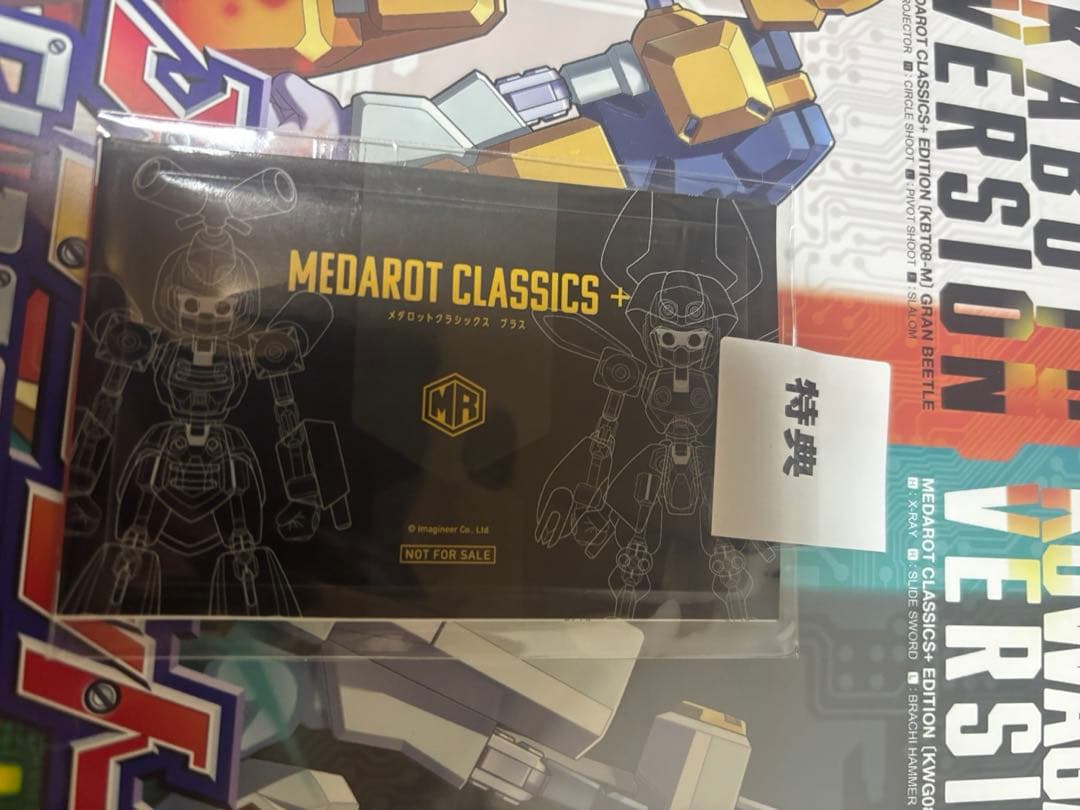 MEDAROT CLASSICS +
メダロットクラシックス プラス
MR
© Imagineer Co., Ltd
NOT FOR SALE
特典
VERSION
MEDAROT CLASSICS+ EDITION [KBT08-M] GRAN BEETLE
: CIRCLE SHOOT : PIVOT SHOOT : SLALOM
MEDAROT CLASSICS+ EDITION [KWG08
H : X-RAY R : SLIDE SWORD L : BRACHI HAMMER